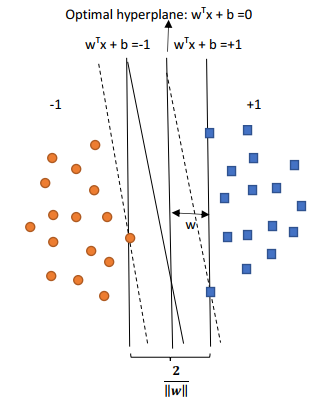 Optimal hyperplane: wᵀx + b =0
wᵀx + b =-1 wᵀx + b =+1
-1 +1
w
2
||w||